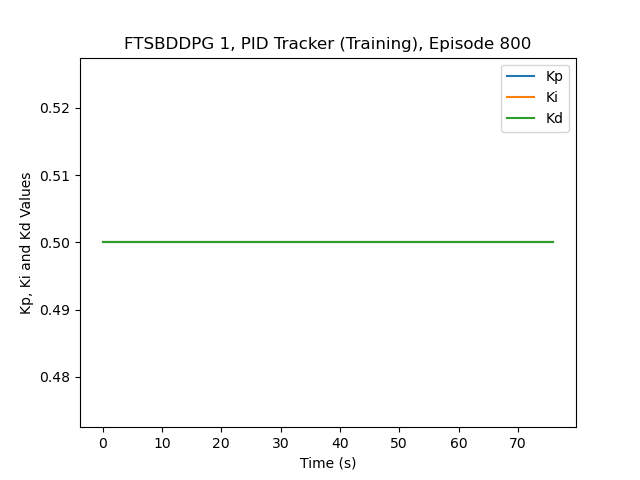 FTSBDDPG 1, PID Tracker (Training), Episode 800
Kp
Ki
Kd
0.52
0.51
0.50
0.49
0.48
Kp, Ki and Kd Values
0 10 20 30 40 50 60 70
Time (s)